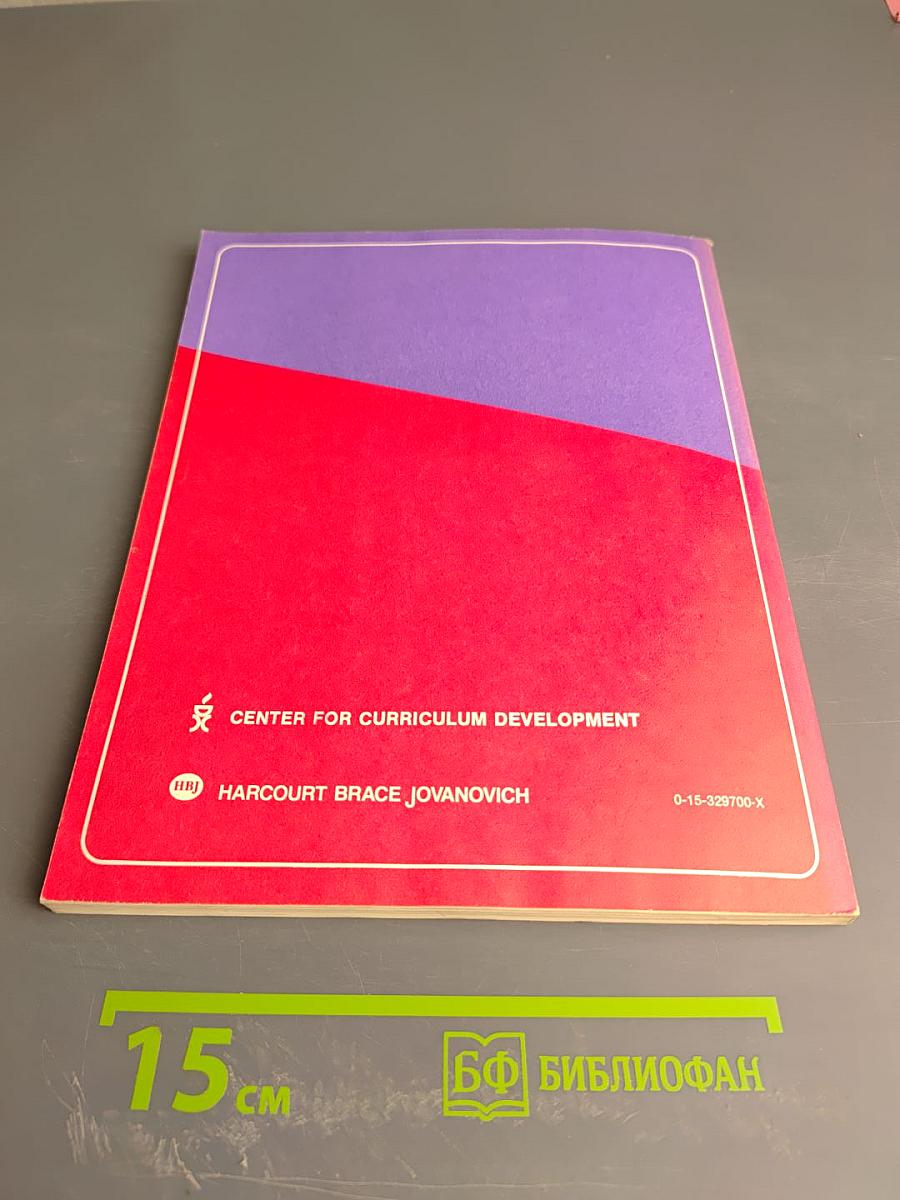 CENTER FOR CURRICULUM DEVELOPMENT
HBJ HARCOURT BRACE JOVANOVICH
0-15-329700-X
15 см
БФ БИБЛИОФАН